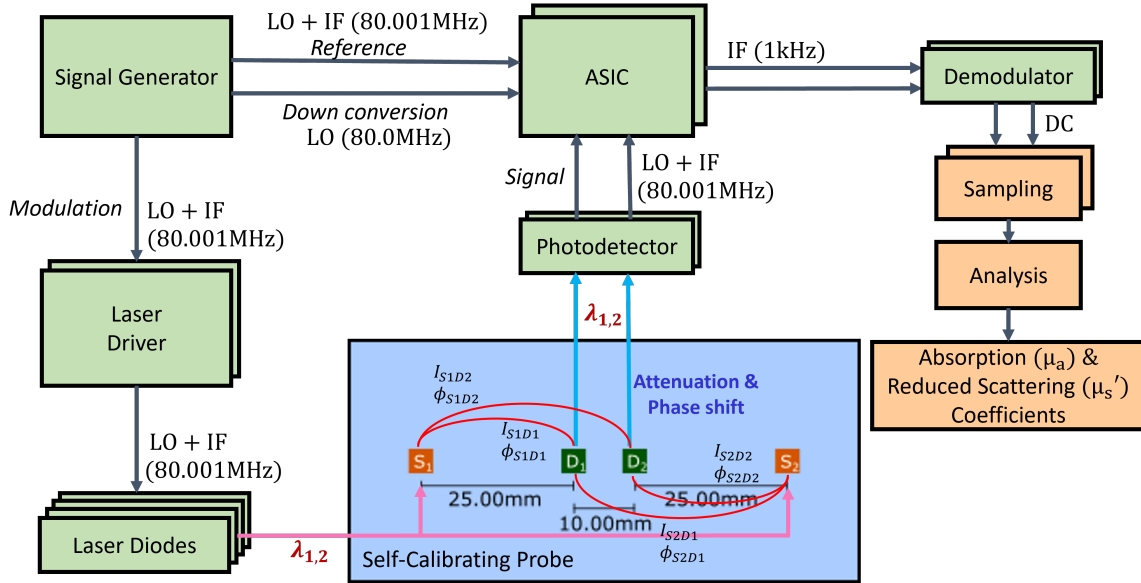 LO + IF (80.001MHz)
Reference
Signal Generator
Down conversion
LO (80.0MHz)
ASIC
IF (1kHz)
Demodulator
DC
Sampling
Analysis
Absorption (μa) &
Reduced Scattering (μs′)
Coefficients
Modulation
LO + IF
(80.001MHz)
Signal
LO + IF
(80.001MHz)
Photodetector
Laser
Driver
λ1,2
LO + IF
(80.001MHz)
Laser Diodes
λ1,2
IS1D2
ϕS1D2
Attenuation &
Phase shift
IS1D1
ϕS1D1
IS2D2
ϕS2D2
S1
D1
D2
S2
25.00mm
25.00mm
10.00mm
IS2D1
ϕS2D1
Self-Calibrating Probe